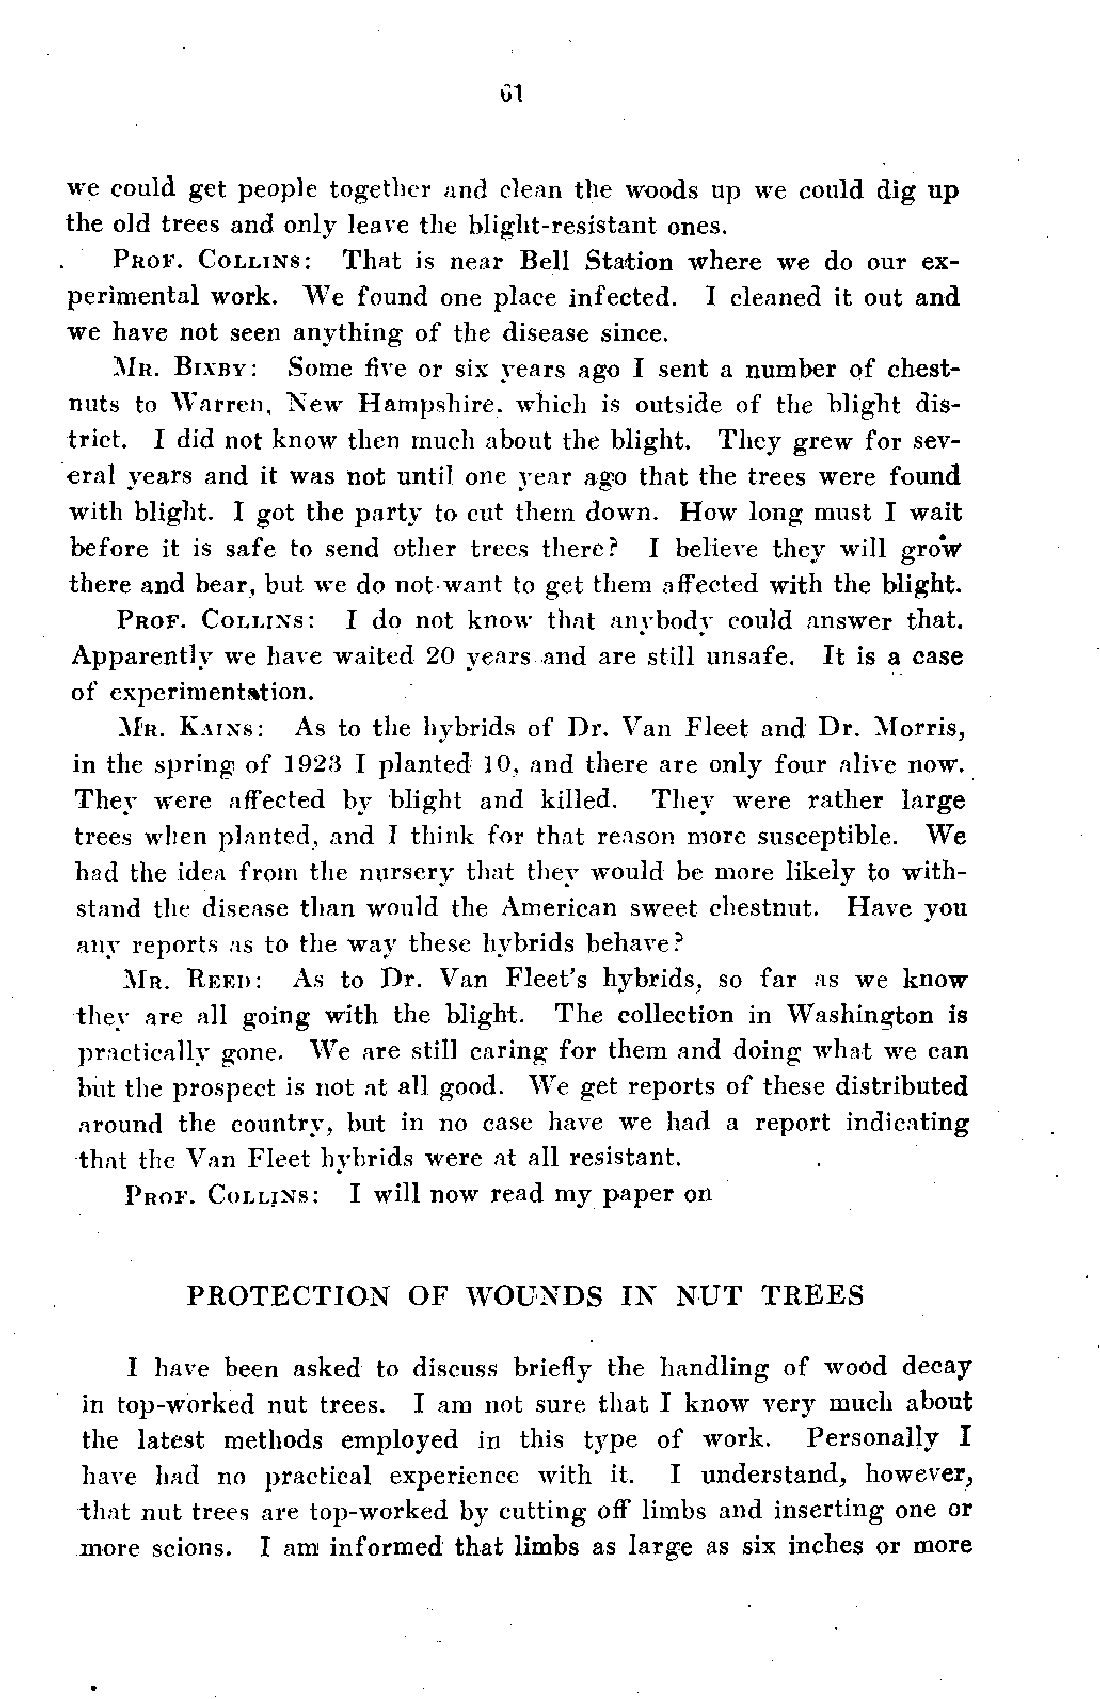 61
we could get people together and clean the woods up we could dig up
the old trees and only leave the blight-resistant ones.
PROF. COLLINS: That is near Bell Station where we do our ex-
perimental work. We found one place infected. I cleaned it out and
we have not seen anything of the disease since.
MR. BIXBY: Some five or six years ago I sent a number of chest-
nuts to Warren, New Hampshire, which is outside of the blight dis-
trict. I did not know then much about the blight. They grew for sev-
eral years and it was not until one year ago that the trees were found
with blight. I got the party to cut them down. How long must I wait
before it is safe to send other trees there? I believe they will grow
there and bear, but we do not want to get them affected with the blight.
PROF. COLLINS: I do not know that anybody could answer that.
Apparently we have waited 20 years and are still unsafe. It is a case
of experimentation.
MR. KAINS: As to the hybrids of Dr. Van Fleet and Dr. Morris,
in the spring of 1923 I planted 10, and there are only four alive now.
They were affected by blight and killed. They were rather large
trees when planted, and I think for that reason more susceptible. We
had the idea from the nursery that they would be more likely to with-
stand the disease than would the American sweet chestnut. Have you
any reports as to the way these hybrids behave?
MR. REED: As to Dr. Van Fleet's hybrids, so far as we know
they are all going with the blight. The collection in Washington is
practically gone. We are still caring for them and doing what we can
but the prospect is not at all good. We get reports of these distributed
around the country, but in no case have we had a report indicating
that the Van Fleet hybrids were at all resistant.
PROF. COLLINS: I will now read my paper on
PROTECTION OF WOUNDS IN NUT TREES
I have been asked to discuss briefly the handling of wood decay
in top-worked nut trees. I am not sure that I know very much about
the latest methods employed in this type of work. Personally I
have had no practical experience with it. I understand, however,
that nut trees are top-worked by cutting off limbs and inserting one or
more scions. I am informed that limbs as large as six inches or more